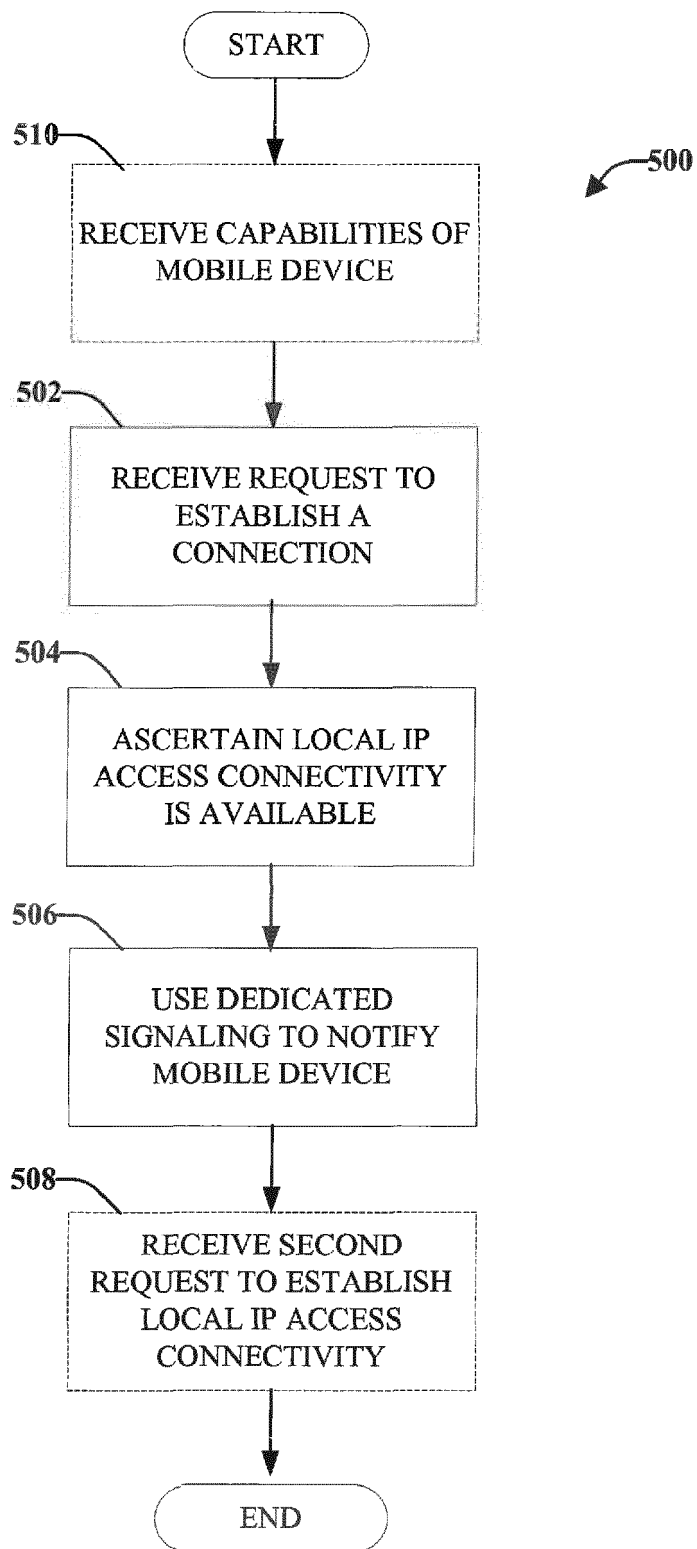 START
510
500
RECEIVE CAPABILITIES OF
MOBILE DEVICE
502
RECEIVE REQUEST TO
ESTABLISH A
CONNECTION
504
ASCERTAIN LOCAL IP
ACCESS CONNECTIVITY
IS AVAILABLE
506
USE DEDICATED
SIGNALING TO NOTIFY
MOBILE DEVICE
508
RECEIVE SECOND
REQUEST TO ESTABLISH
LOCAL IP ACCESS
CONNECTIVITY
END